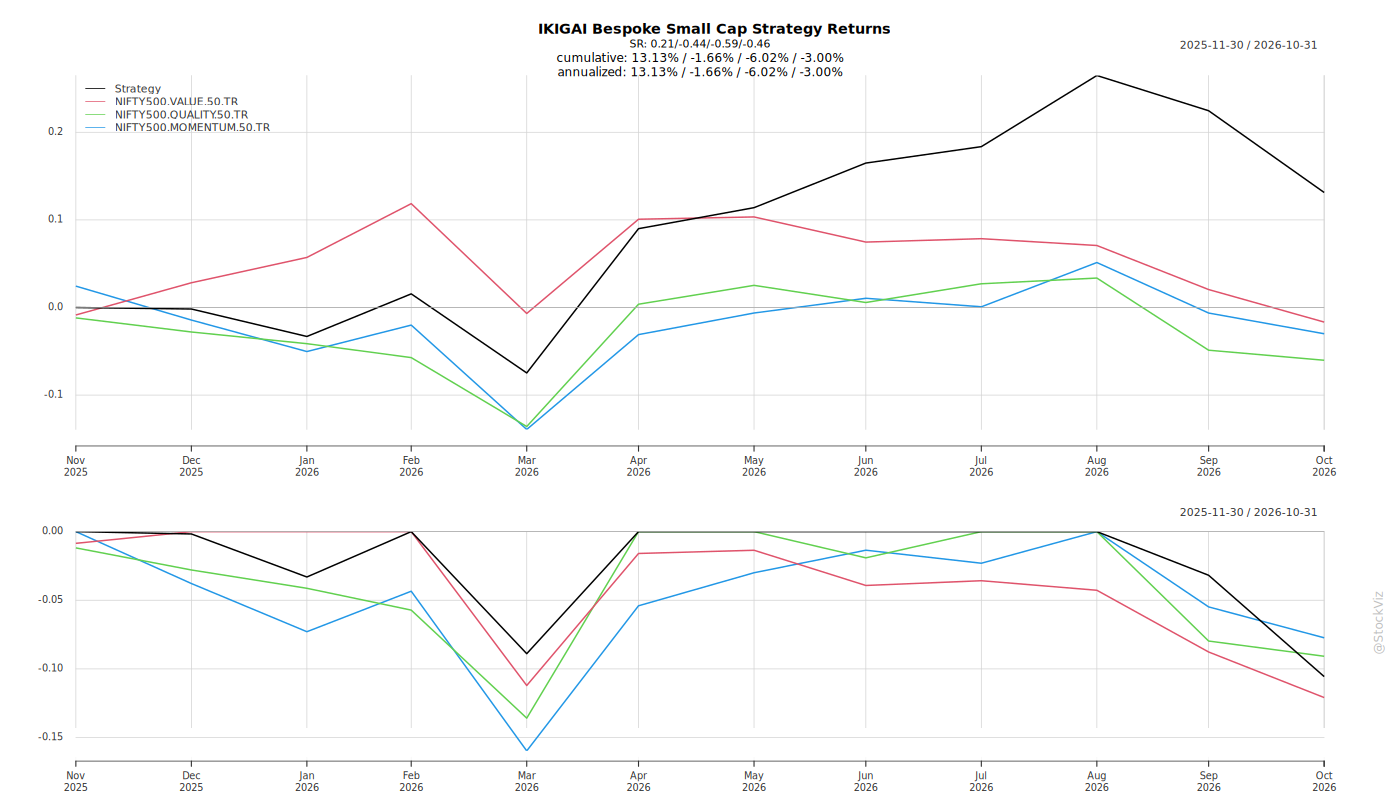 IKIGAI Bespoke Small Cap Strategy Returns
SR: 0.21/-0.44/-0.59/-0.46
cumulative: 13.13% / -1.66% / -6.02% / -3.00%
annualized: 13.13% / -1.66% / -6.02% / -3.00%
2025-11-30 / 2026-10-31
Strategy
NIFTY500.VALUE.50.TR
NIFTY500.QUALITY.50.TR
NIFTY500.MOMENTUM.50.TR
0.2
0.1
0.0
-0.1
Nov Dec Jan Feb Mar Apr May Jun Jul Aug Sep Oct
2025 2025 2026 2026 2026 2026 2026 2026 2026 2026 2026 2026
2025-11-30 / 2026-10-31
0.00
-0.05
-0.10
-0.15
Nov Dec Jan Feb Mar Apr May Jun Jul Aug Sep Oct
2025 2025 2026 2026 2026 2026 2026 2026 2026 2026 2026 2026
@StockViz